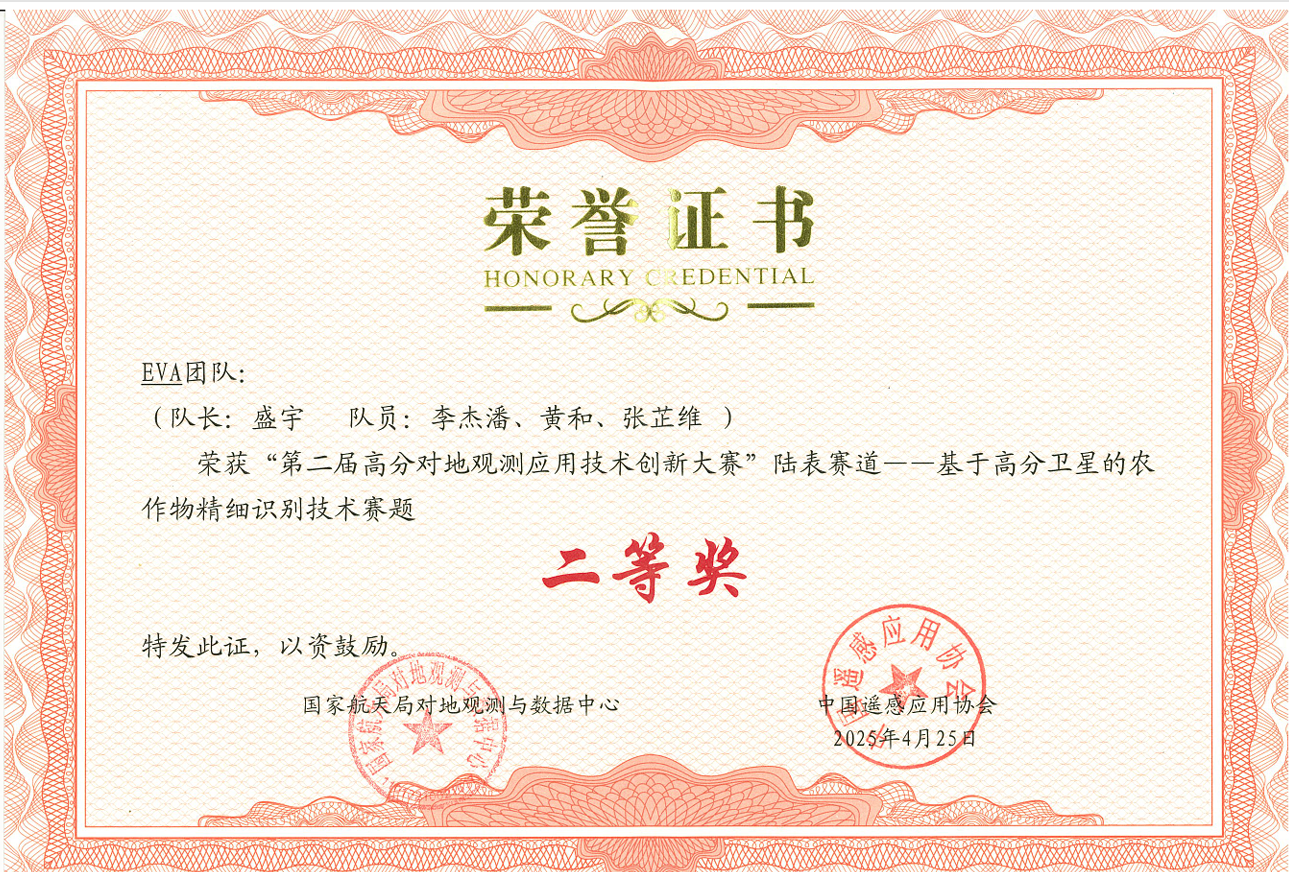 荣誉证书
HONORARY CREDENTIAL
EVA团队:
（队长: 盛宇 队员: 李杰潘、黄和、张芷维 ）
荣获“第二届高分对地观测应用技术创新大赛”陆表赛道——基于高分卫星的农
作物精细识别技术赛题
二等奖
特发此证，以资鼓励。
国家航天局对地观测与数据中心
中国遥感应用协会
2025年4月25日
国家航天局对地观测与数据中心
中国遥感应用协会